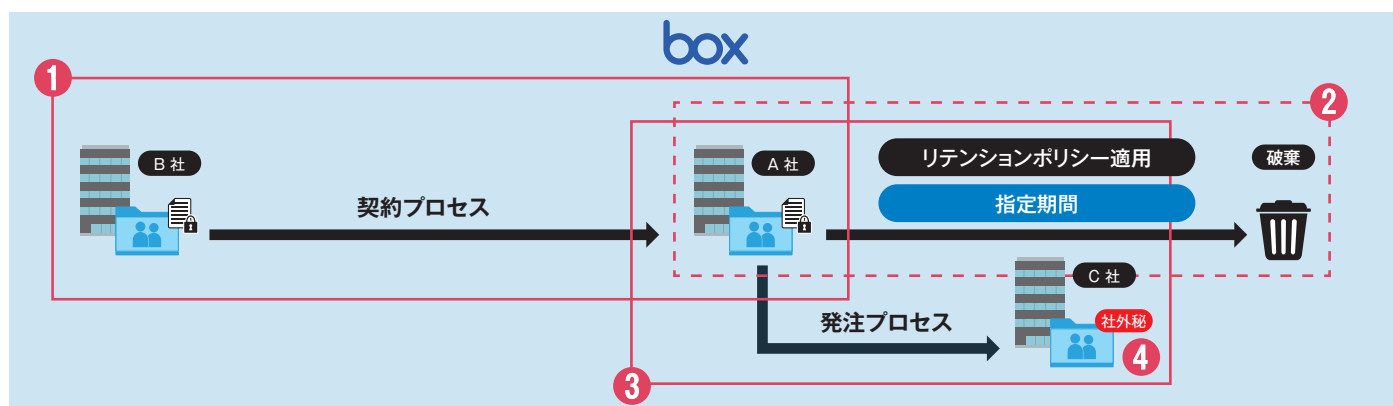 box
1
2
B 社
A 社
リテンションポリシー適用
破棄
契約プロセス
指定期間
C 社
発注プロセス
社外秘
3
4